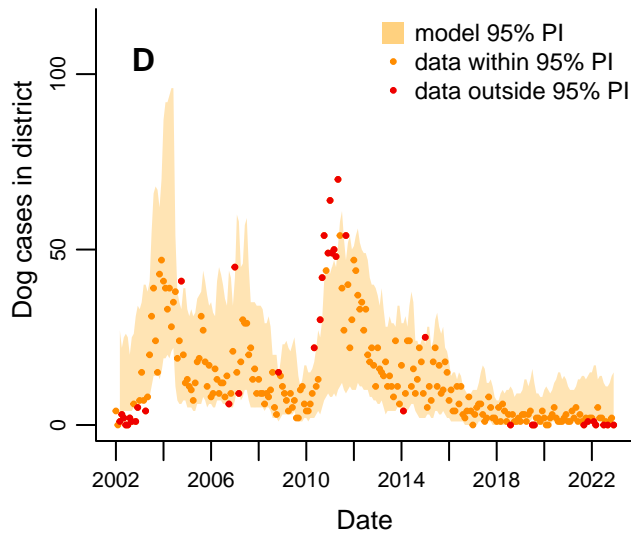 D
model 95% PI
data within 95% PI
data outside 95% PI
Dog cases in district
100
50
0
2002 2006 2010 2014 2018 2022
Date